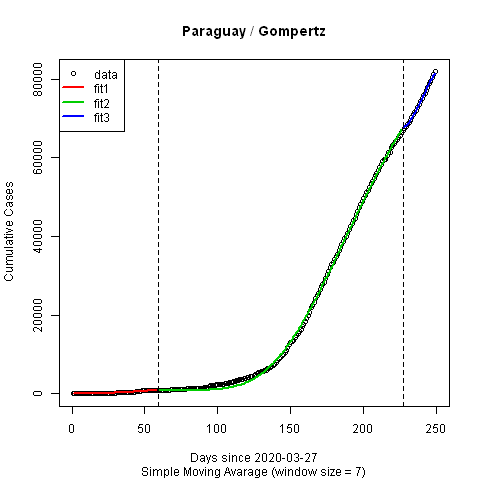 Paraguay / Gompertz
data
fit1
fit2
fit3
Cumulative Cases
0
20000
40000
60000
80000
0 50 100 150 200 250
Days since 2020-03-27
Simple Moving Avarage (window size = 7)